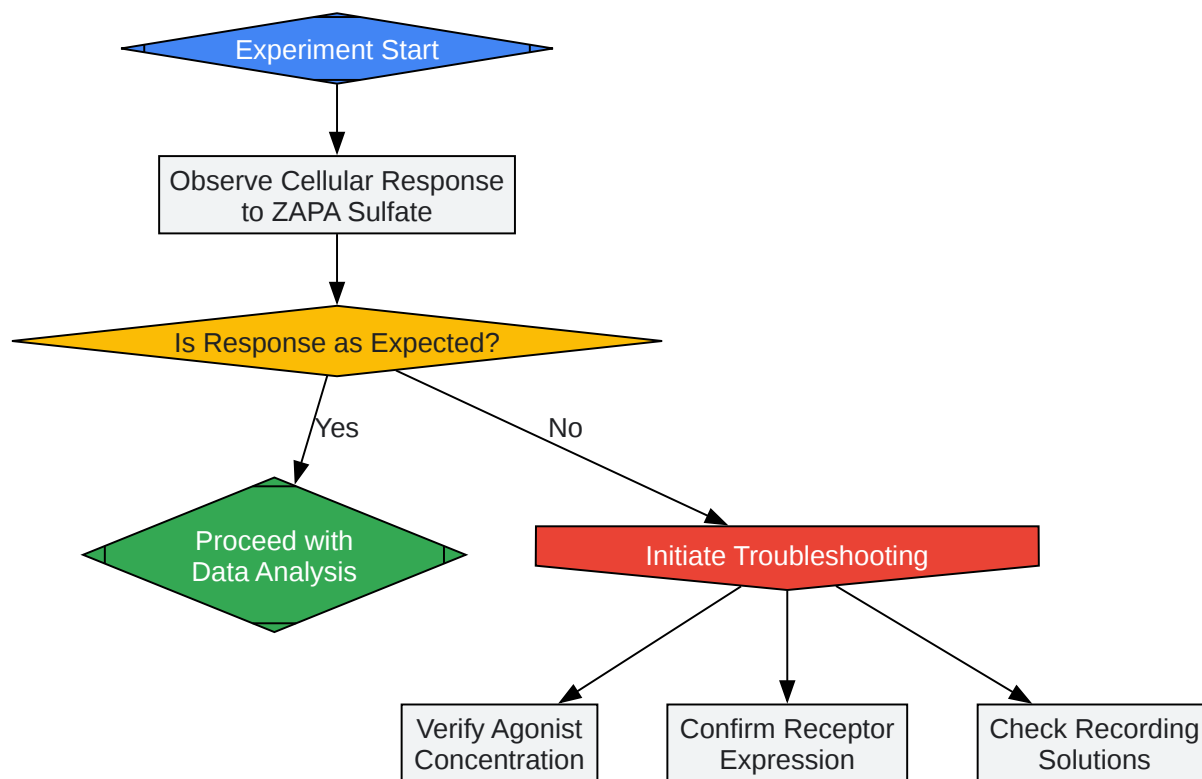 Experiment Start
Observe Cellular Response
to ZAPA Sulfate
Is Response as Expected?
Yes
No
Proceed with
Data Analysis
Initiate Troubleshooting
Verify Agonist
Concentration
Confirm Receptor
Expression
Check Recording
Solutions